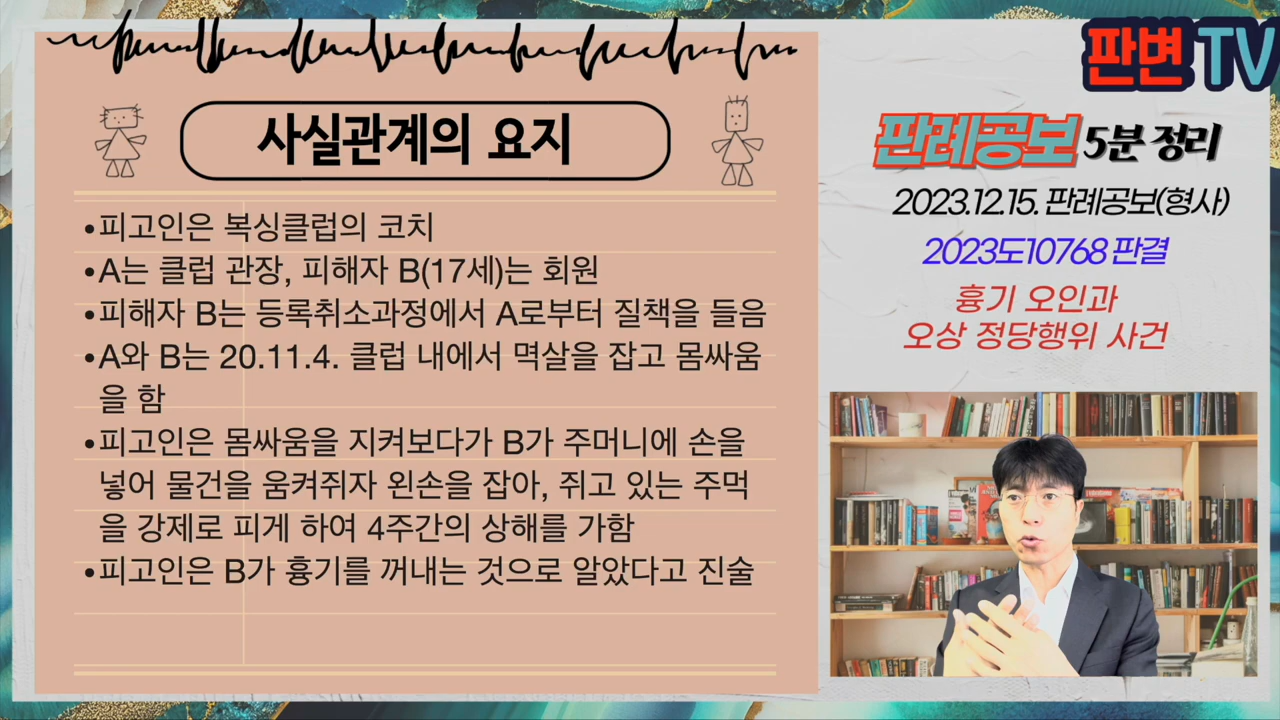 판변 TV
사실관계의 요지
•피고인은 복싱클럽의 코치
•A는 클럽 관장, 피해자 B(17세)는 회원
•피해자 B는 등록취소과정에서 A로부터 질책을 들음
•A와 B는 20.11.4. 클럽 내에서 멱살을 잡고 몸싸움
을 함
•피고인은 몸싸움을 지켜보다가 B가 주머니에 손을
넣어 물건을 움켜쥐자 왼손을 잡아, 쥐고 있는 주먹
을 강제로 피게 하여 4주간의 상해를 가함
•피고인은 B가 흉기를 꺼내는 것으로 알았다고 진술
판례공보 5분 정리
2023.12.15. 판례공보(형사)
2023도10768 판결
흉기 오인과
오상 정당행위 사건